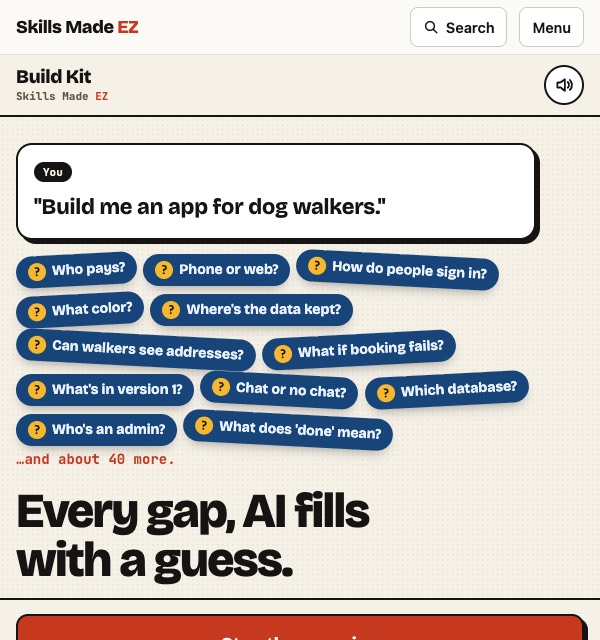 Skills Made EZ
Search
Menu
Build Kit
Skills Made EZ
You
"Build me an app for dog walkers."
? Who pays?
? Phone or web?
? How do people sign in?
? What color?
? Where's the data kept?
? Can walkers see addresses?
? What if booking fails?
? What's in version 1?
? Chat or no chat?
? Which database?
? Who's an admin?
? What does 'done' mean?
…and about 40 more.
Every gap, AI fills
with a guess.